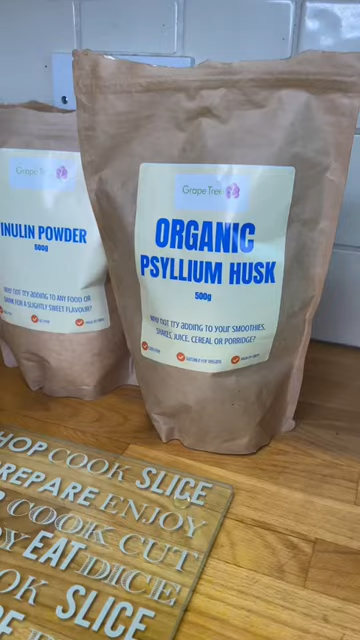 Grape Tree
INULIN POWDER
500g
WHY NOT TRY ADDING TO ANY FOOD OR
DRINK FOR A SLIGHTLY SWEET FLAVOUR?
Grape Tree
ORGANIC
PSYLLIUM HUSK
500g
WHY NOT TRY ADDING TO YOUR SMOOTHIES,
SHAKES, JUICE, CEREAL OR PORRIDGE?
SUITABLE FOR VEGANS
HOP COOK SLICE
PREPARE ENJOY
COOK CUT
EAT DICE
OK SLICE